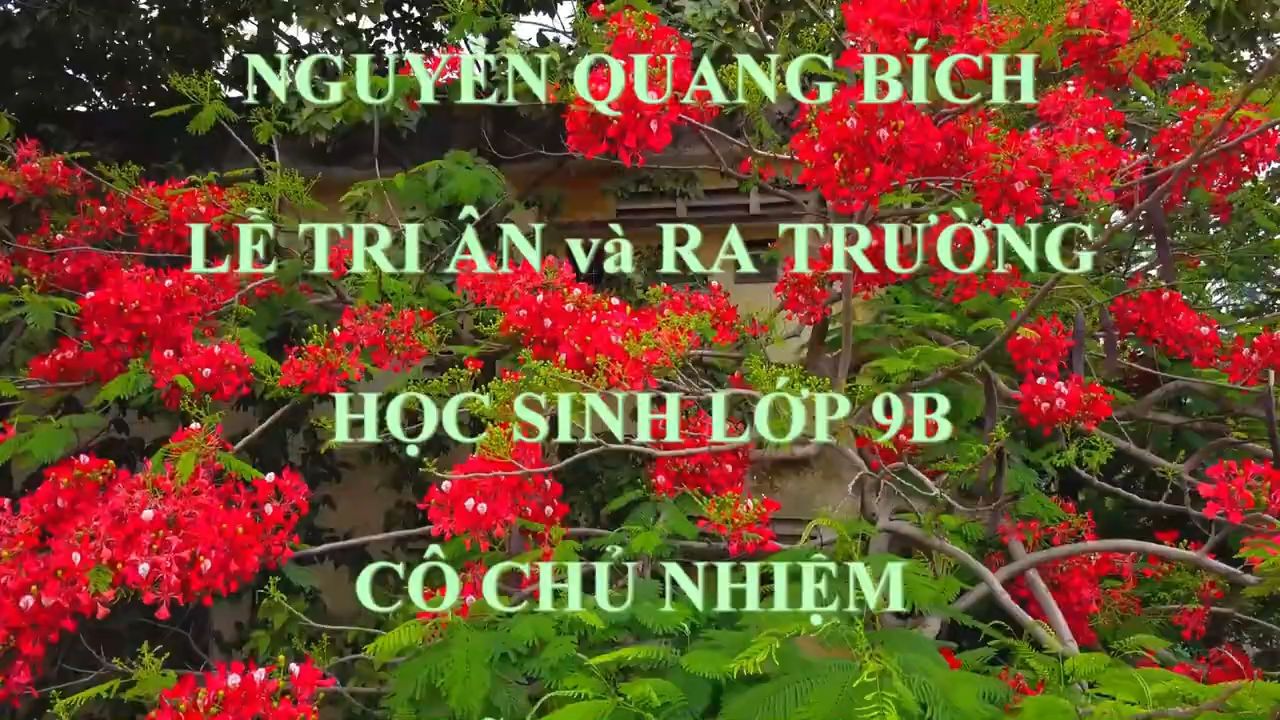 NGUYỄN QUANG BÍCH
LỄ TRI ÂN và RA TRƯỜNG
HỌC SINH LỚP 9B
CÔ CHỦ NHIỆM